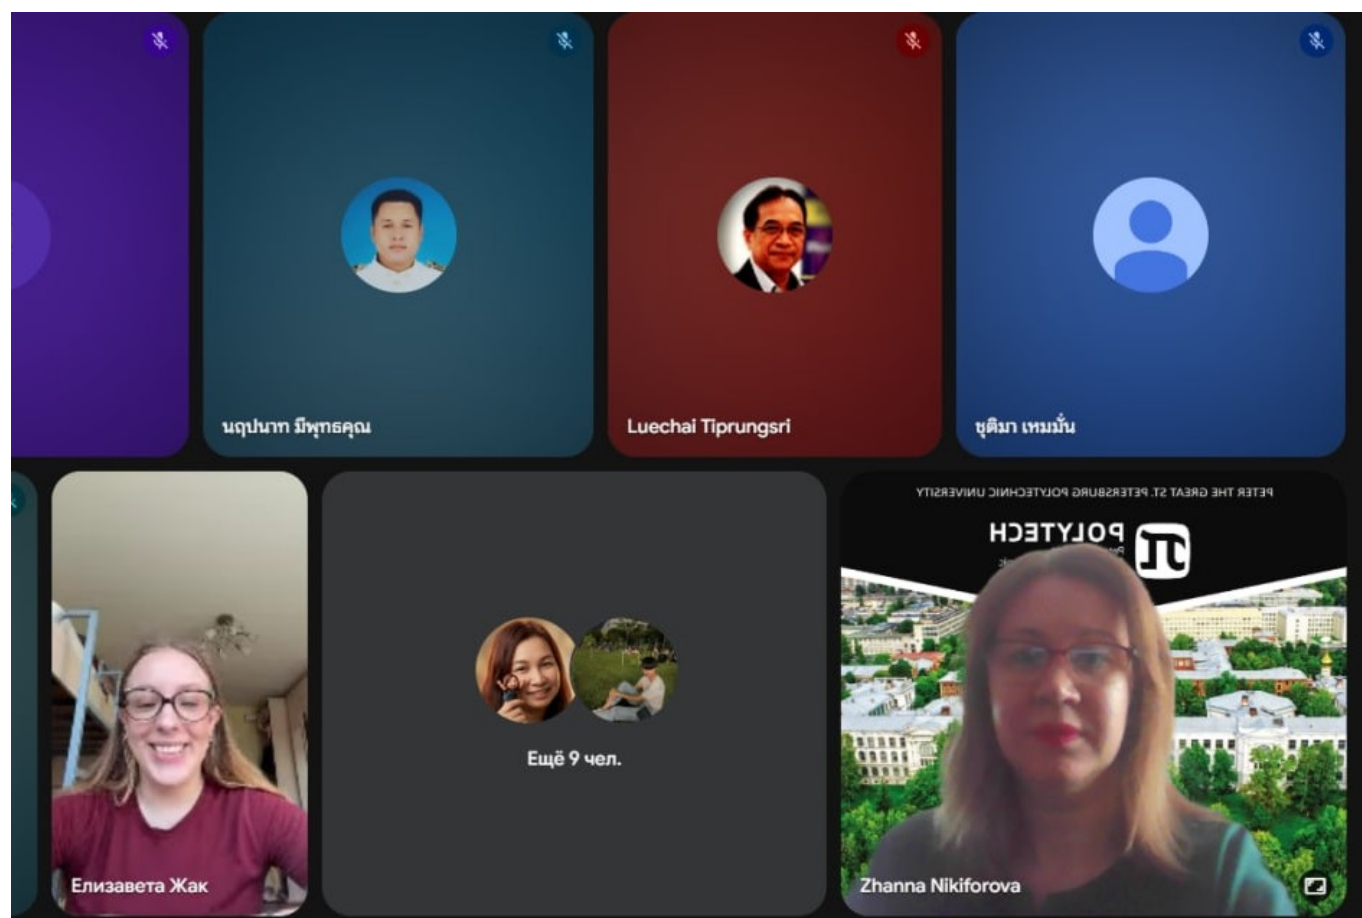 นฤปนาท มีพุทธคุณ
Luechai Tiprungsri
ชุติมา เหมมั่น
PETER THE GREAT ST. PETERSBURG POLYTECHNIC UNIVERSITY
POLYTECH
Елизавета Жак
Ещё 9 чел.
Zhanna Nikiforova